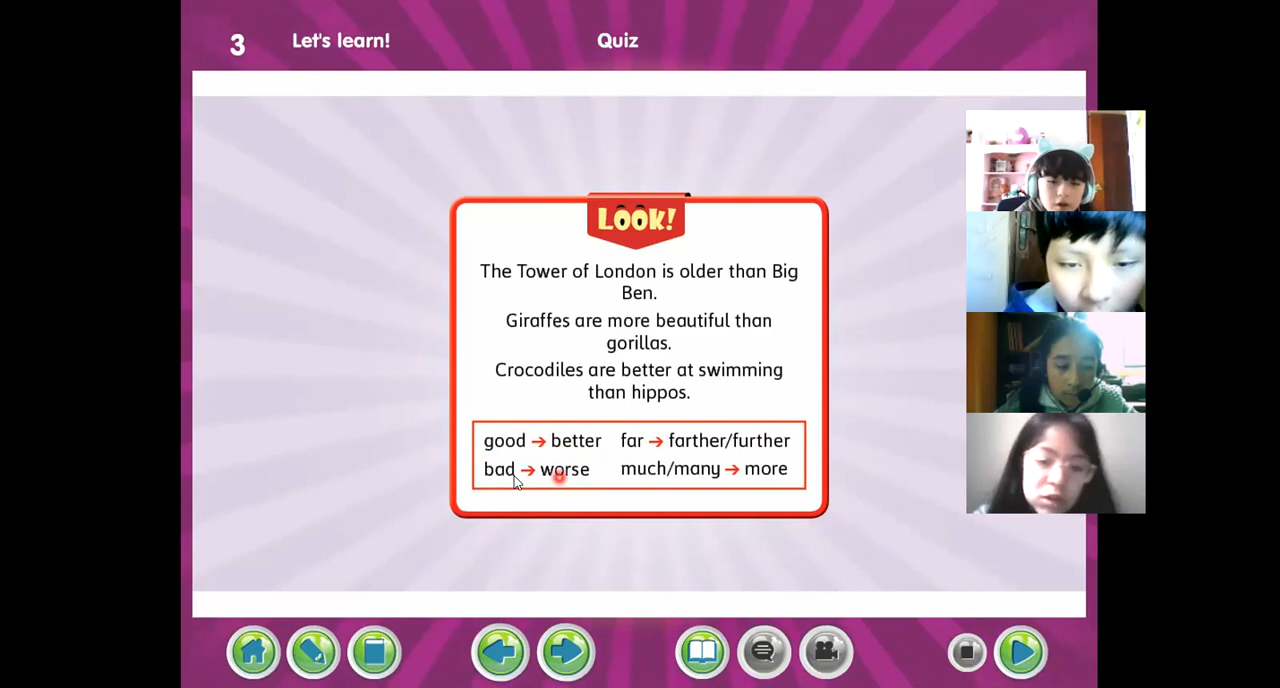 3 Let's learn! Quiz
LOOK!
The Tower of London is older than Big
Ben.
Giraffes are more beautiful than
gorillas.
Crocodiles are better at swimming
than hippos.
good → better far → farther/further
bad → worse much/many → more